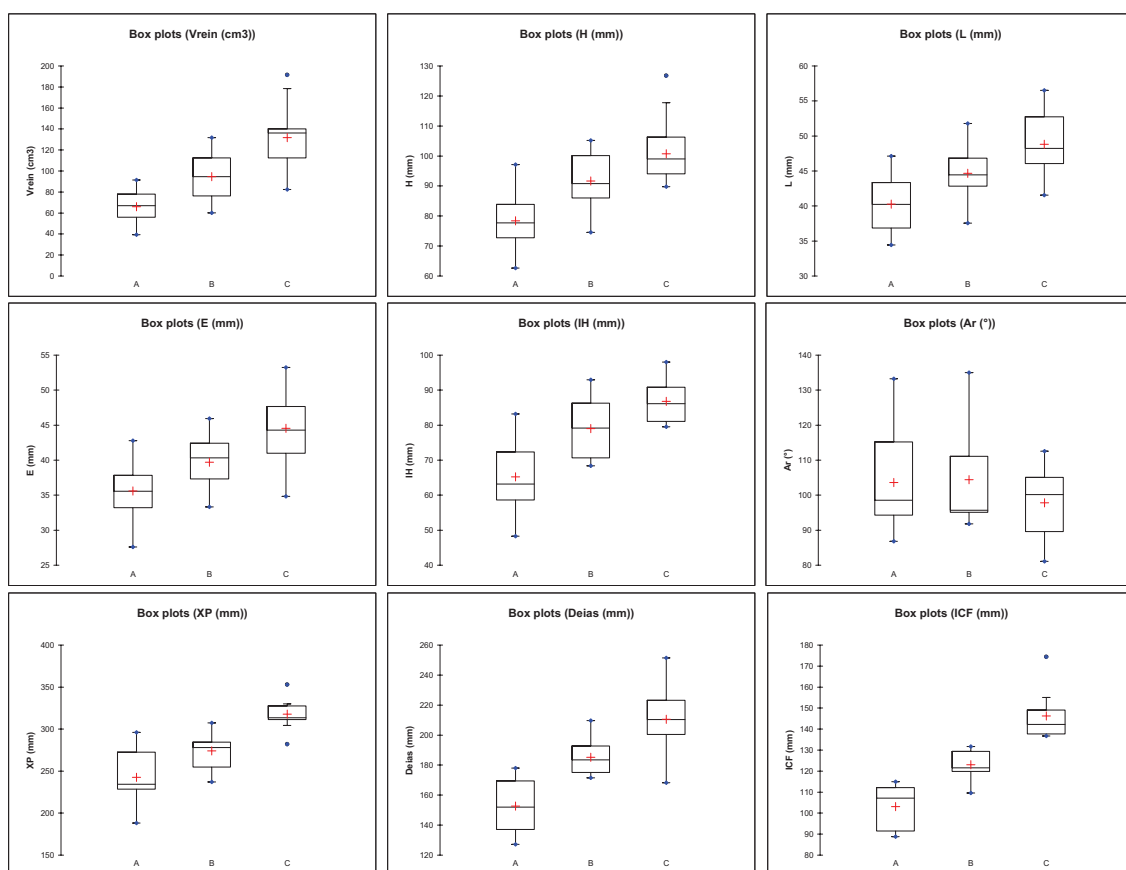 Box plots (Vrein (cm3))
Vrein (cm3)
200
180
160
140
120
100
80
60
40
20
0
A B C
Box plots (H (mm))
H (mm)
130
120
110
100
90
80
70
60
A B C
Box plots (L (mm))
L (mm)
60
55
50
45
40
35
30
A B C
Box plots (E (mm))
E (mm)
55
50
45
40
35
30
25
A B C
Box plots (IH (mm))
IH (mm)
100
90
80
70
60
50
40
A B C
Box plots (Ar (°))
Ar (°)
140
130
120
110
100
90
80
A B C
Box plots (XP (mm))
XP (mm)
400
350
300
250
200
150
A B C
Box plots (Deias (mm))
Deias (mm)
260
240
220
200
180
160
140
120
A B C
Box plots (ICF (mm))
ICF (mm)
180
170
160
150
140
130
120
110
100
90
80
A B C